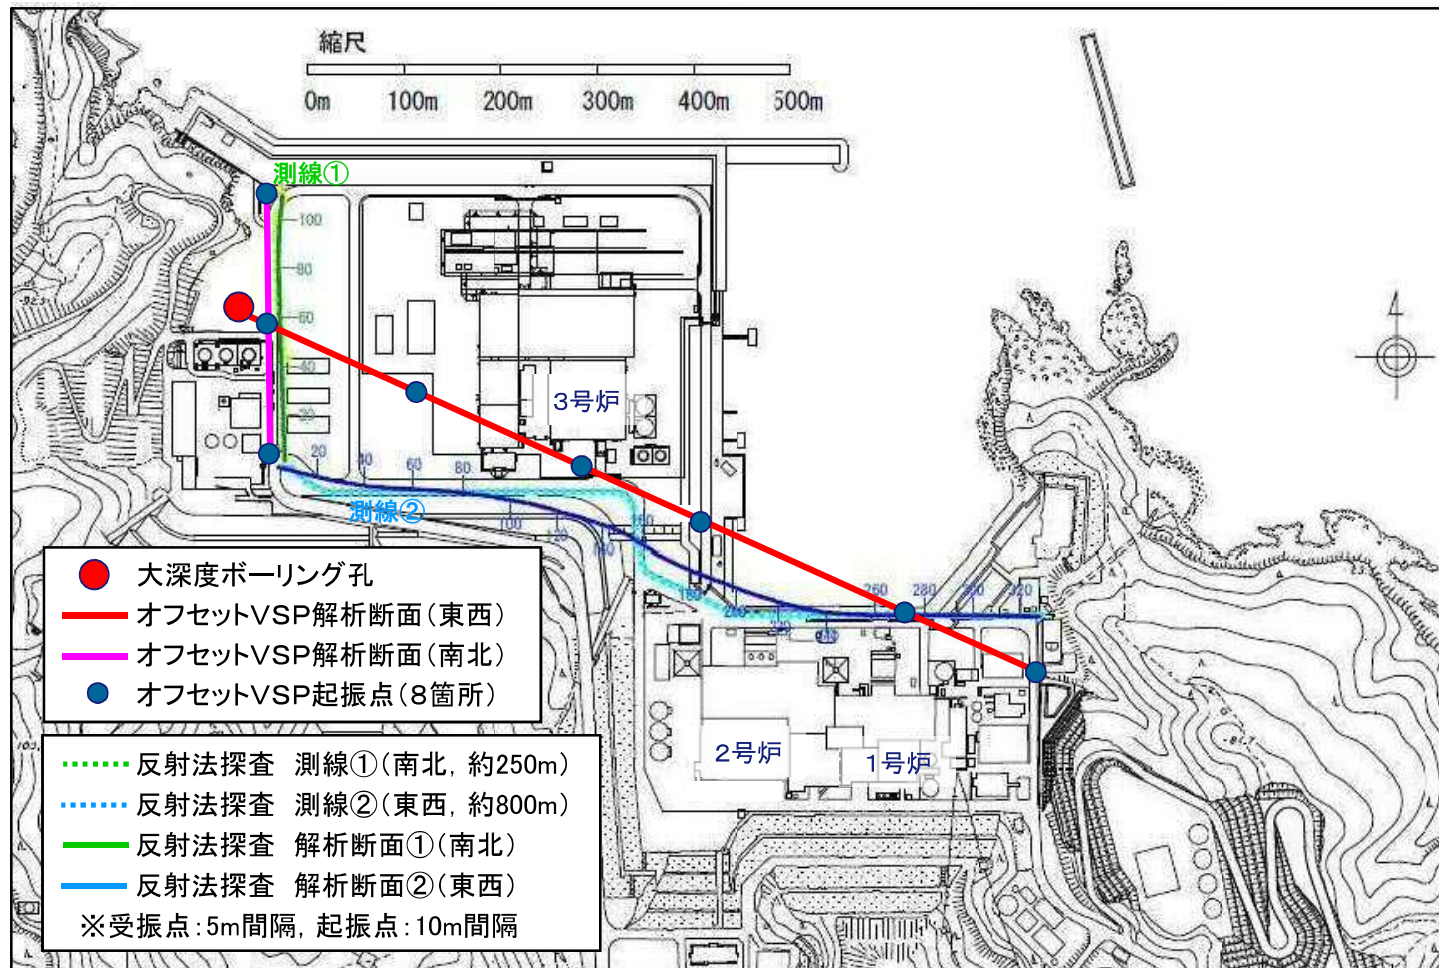 縮尺
0m 100m 200m 300m 400m 500m
測線①
100
80
60
40
20
3号炉
20 40 60 80
測線②
100
120
140
160
180
200
220
240
260 280 300 320
2号炉
1号炉
大深度ボーリング孔
オフセットVSP解析断面(東西)
オフセットVSP解析断面(南北)
オフセットVSP起振点(8箇所)
反射法探査 測線①(南北, 約250m)
反射法探査 測線②(東西, 約800m)
反射法探査 解析断面①(南北)
反射法探査 解析断面②(東西)
※受振点:5m間隔, 起振点:10m間隔